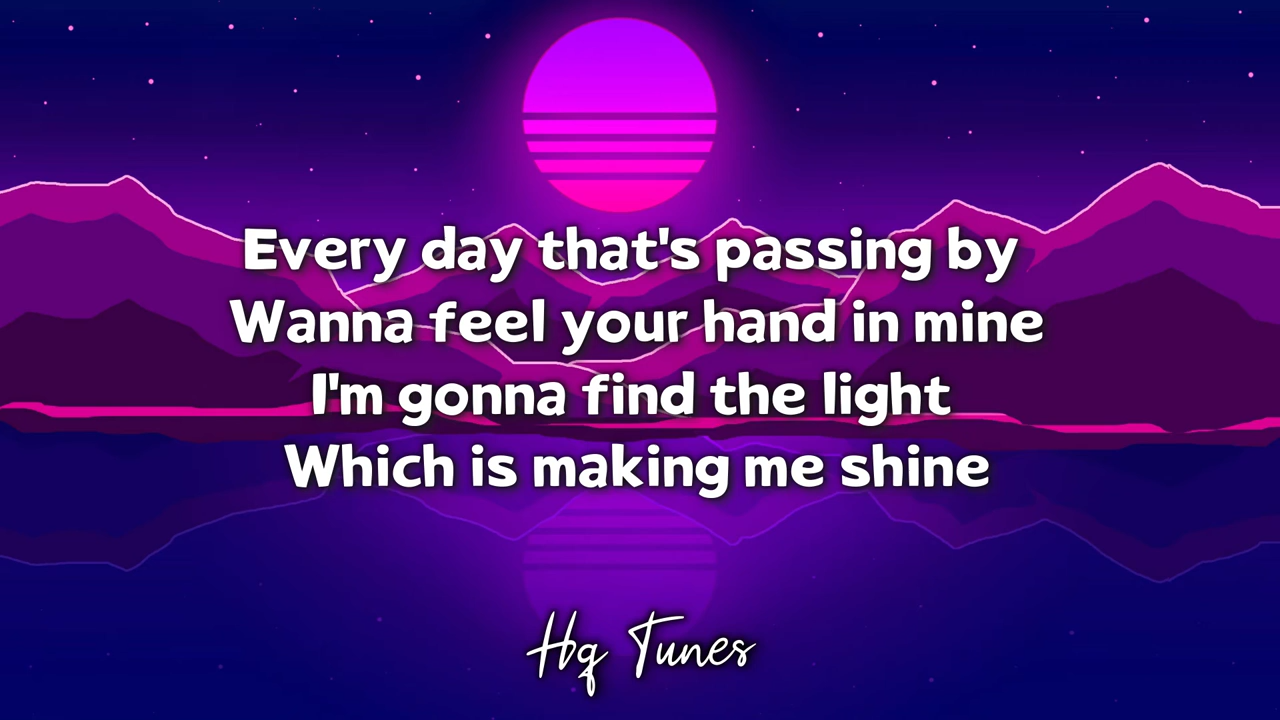 Every day that's passing by
Wanna feel your hand in mine
I'm gonna find the light
Which is making me shine
Hq Tunes